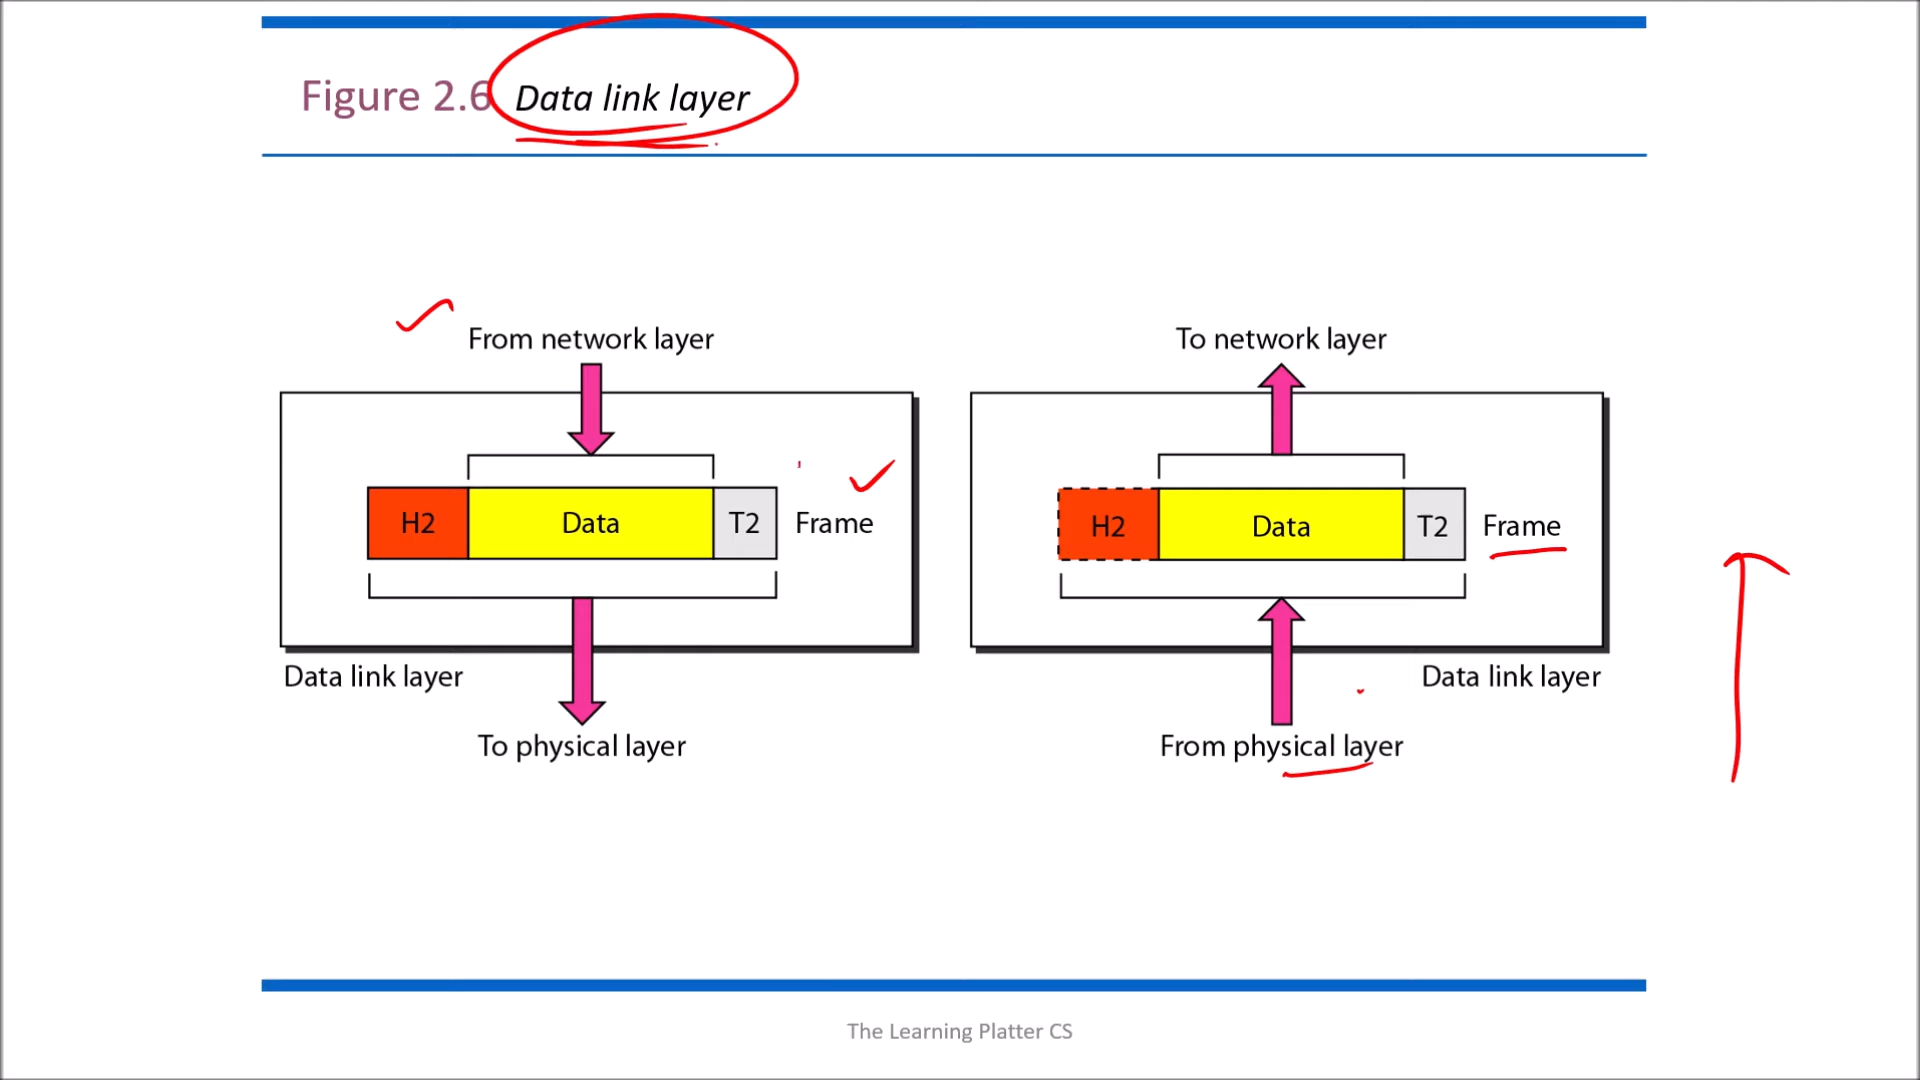 Figure 2.6 Data link layer
From network layer
To network layer
H2 Data T2 Frame
H2 Data T2 Frame
Data link layer
Data link layer
To physical layer
From physical layer
The Learning Platter CS